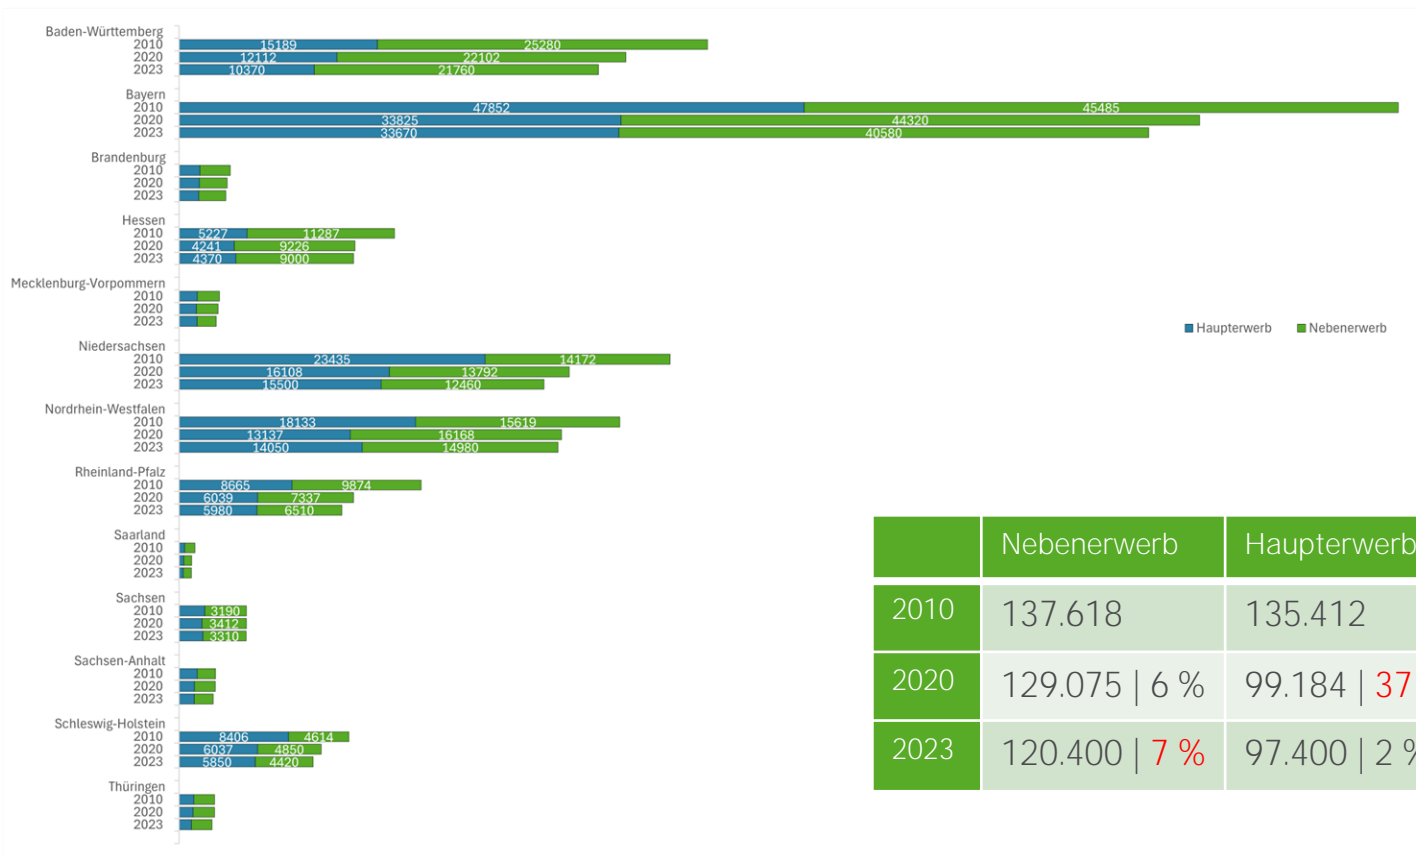 Baden-Württemberg
2010 15189 25280
2020 12112 22102
2023 10370 21760
Bayern
2010 47852 45485
2020 33825 44320
2023 33670 40580
Brandenburg
2010
2020
2023
Hessen
2010 5227 11287
2020 4241 9226
2023 4370 9000
Mecklenburg-Vorpommern
2010
2020
2023
Haupterwerb Nebenerwerb
Niedersachsen
2010 23435 14172
2020 16108 13792
2023 15500 12460
Nordrhein-Westfalen
2010 18133 15619
2020 13137 16168
2023 14050 14980
Rheinland-Pfalz
2010 8665 9874
2020 6039 7337
2023 5980 6510
Saarland
2010
2020
2023
Sachsen
2010 3190
2020 3412
2023 3310
Sachsen-Anhalt
2010
2020
2023
Schleswig-Holstein
2010 8406 4614
2020 6037 4850
2023 5850 4420
Thüringen
2010
2020
2023
Nebenerwerb Haupterwerb
2010 137.618 135.412
2020 129.075 | 6 % 99.184 | 37
2023 120.400 | 7 % 97.400 | 2 %